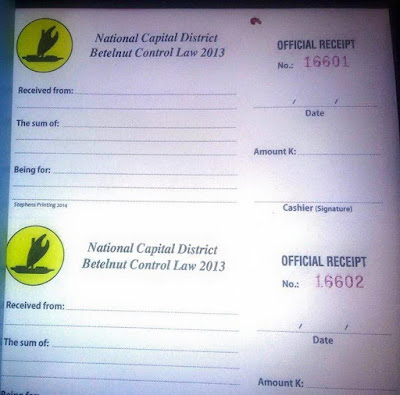 National Capital District
Betelnut Control Law 2013
OFFICIAL RECEIPT
No.: 16601
Received from:
/ /
Date
The sum of:
Amount K:
Being for:
Stephens Printing 2014
Cashier (Signature)
National Capital District
Betelnut Control Law 2013
OFFICIAL RECEIPT
No.: 16602
Received from:
/ /
Date
The sum of:
Amount K:
Being for: